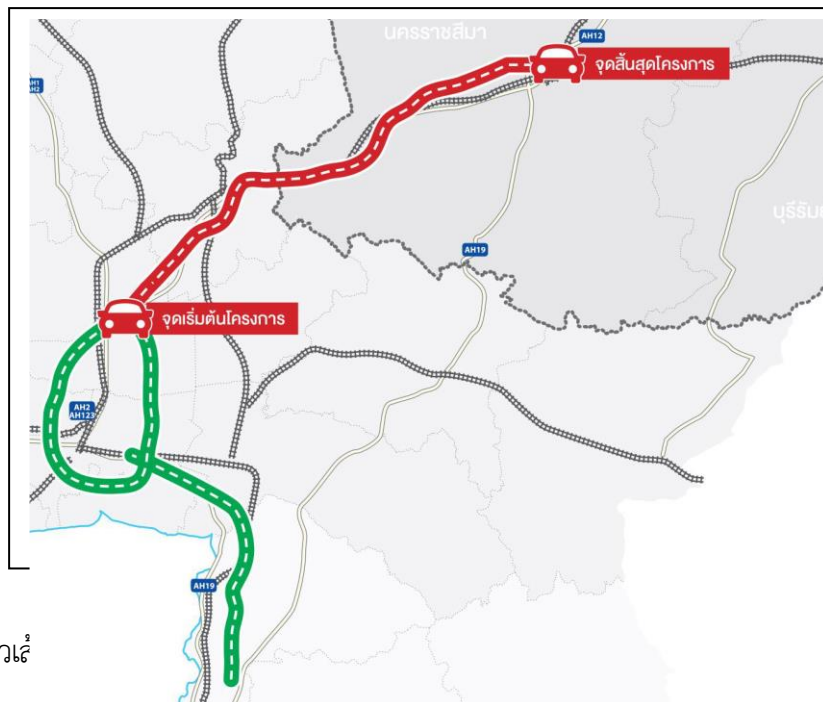 นครราชสีมา
AH12
จุดสิ้นสุดโครงการ
AH1
AH2
บุรีรัมย์
AH19
จุดเริ่มต้นโครงการ
AH2
AH123
AH19